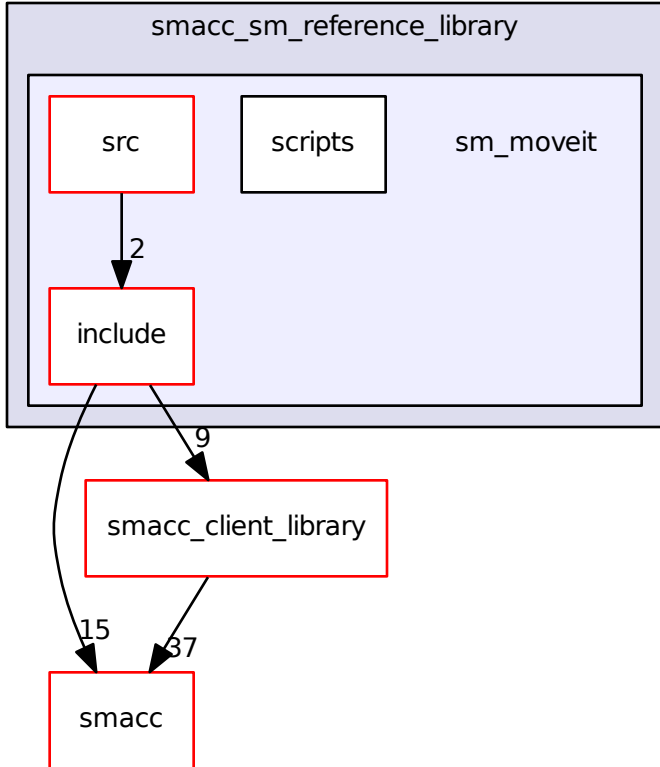 smacc_sm_reference_library
src
scripts
sm_moveit
2
include
9
smacc_client_library
15
37
smacc